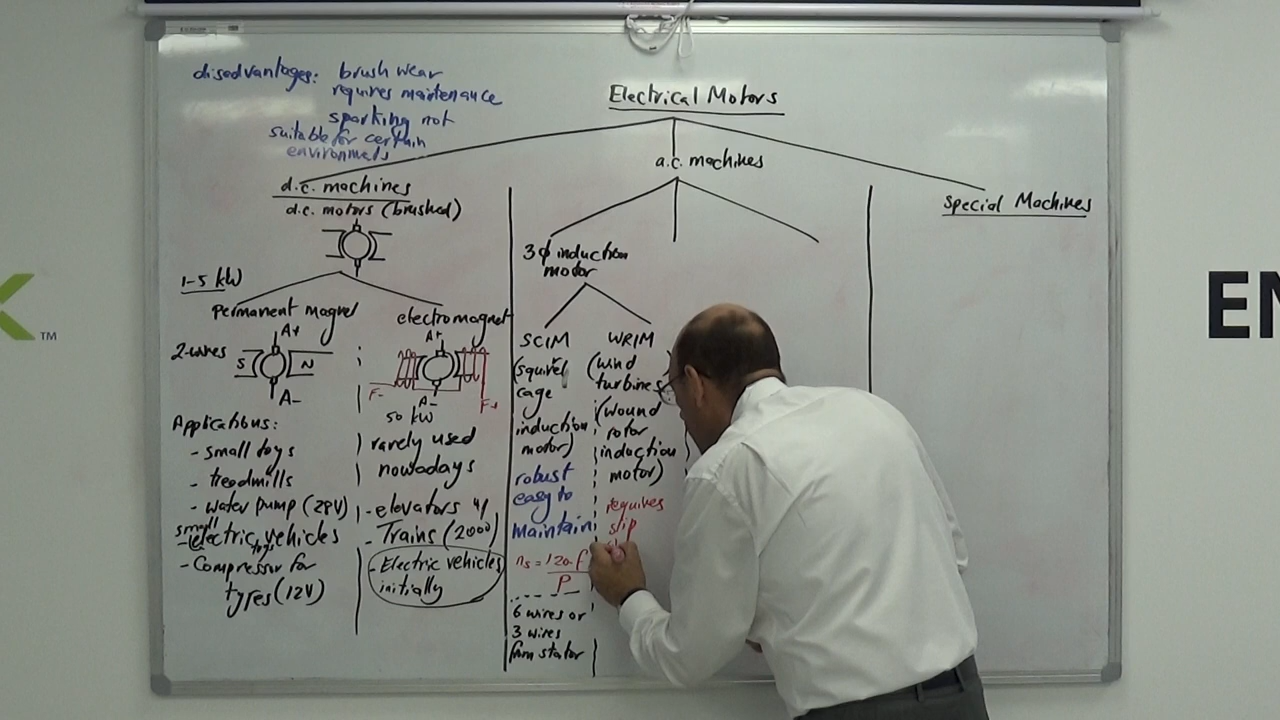 disadvantages: brush wear
requires maintenance
sparking not
suitable for certain
environments
Electrical Motors
d.c. machines
d.c. motors (brushed)
1-5 kW
permanent magnet
A+
2-wires
S
N
A-
Applications:
- small toys
- treadmills
- water pump (28V)
small
- electric vehicles
toy
- Compressor for
tyres (12V)
electromagnet
A+
F-
A-
F+
50 kW
rarely used
nowadays
- elevators
- Trains (2000)
- Electric vehicles
initially
a.c. machines
3ϕ induction
motor
SCIM
(squirel
cage
induction
motor)
robust
easy to
maintain
ns = 120 f
P
6 wires or
3 wires
from stator
WRIM
(wind
turbines
(wound
rotor
induction
motor)
requires
slip
Special Machines
TM
EN